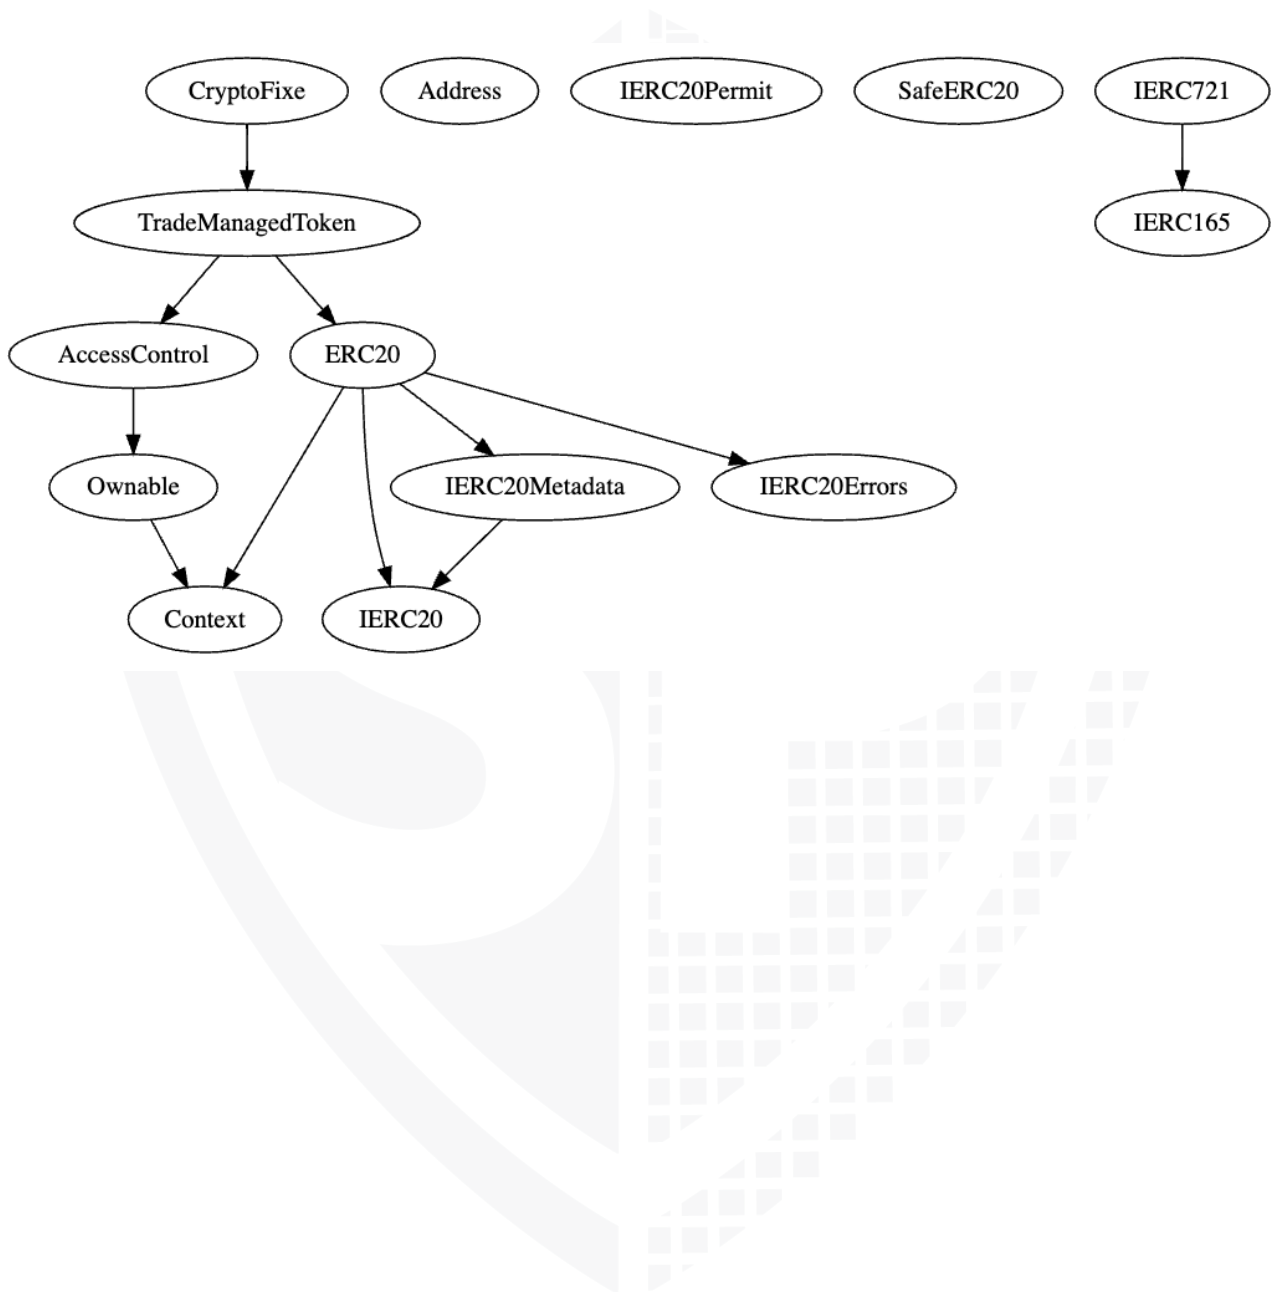 CryptoFixe
Address
IERC20Permit
SafeERC20
IERC721
TradeManagedToken
IERC165
AccessControl
ERC20
Ownable
IERC20Metadata
IERC20Errors
Context
IERC20